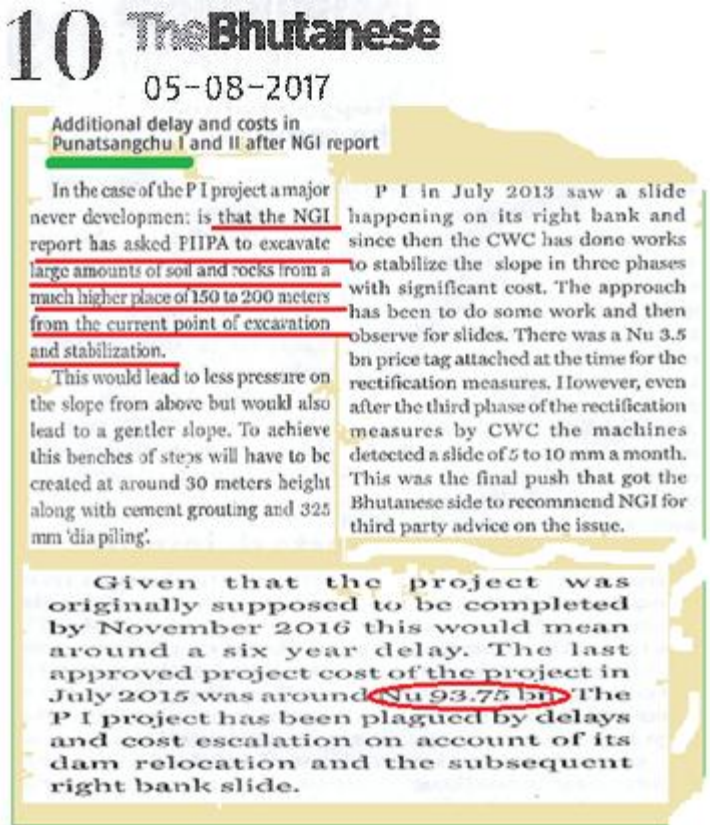 10 TheBhutanese
05-08-2017
Additional delay and costs in
Punatsangchu I and II after NGI report
In the case of the P I project a major
never developmen: is that the NGI
report has asked PIIPA to excavate
large amounts of soil and rocks from a
much higher place of 150 to 200 meters
from the current point of excavation
and stabilization.
This would lead to less pressure on
the slope from above but would also
lead to a gentler slope. To achieve
this benches of steps will have to be
created at around 30 meters height
along with cement grouting and 325
mm 'dia piling'.
P I in July 2013 saw a slide
happening on its right bank and
since then the CWC has done works
to stabilize the slope in three phases
with significant cost. The approach
has been to do some work and then
observe for slides. There was a Nu 3.5
bn price tag attached at the time for the
rectification measures. However, even
after the third phase of the rectification
measures by CWC the machines
detected a slide of 5 to 10 mm a month.
This was the final push that got the
Bhutanese side to recommend NGI for
third party advice on the issue.
Given that the project was
originally supposed to be completed
by November 2016 this would mean
around a six year delay. The last
approved project cost of the project in
July 2015 was around Nu 93.75 bn The
P I project has been plagued by delays
and cost escalation on account of its
dam relocation and the subsequent
right bank slide.